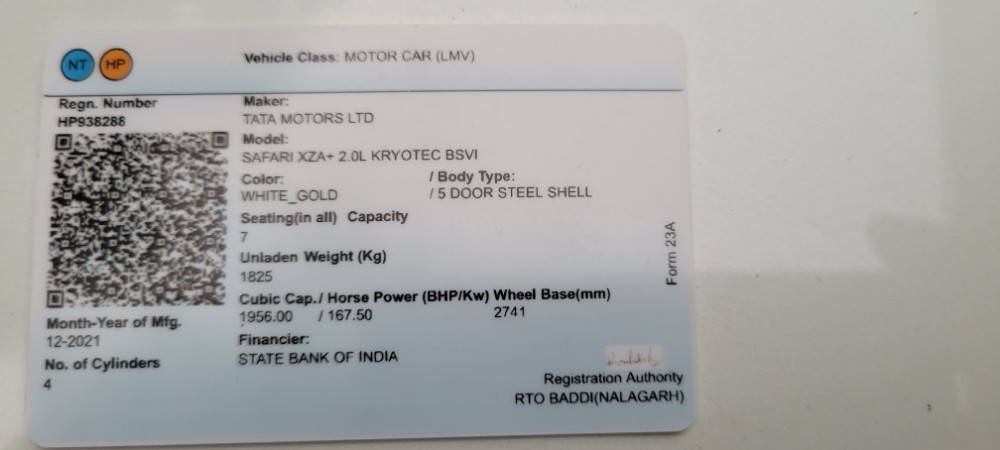 NT HP
Vehicle Class: MOTOR CAR (LMV)
Regn. Number
HP938288
Maker:
TATA MOTORS LTD
Model:
SAFARI XZA+ 2.0L KRYOTEC BSVI
Color: / Body Type:
WHITE_GOLD / 5 DOOR STEEL SHELL
Seating(in all) Capacity
7
Unladen Weight (Kg)
1825
Cubic Cap./ Horse Power (BHP/Kw) Wheel Base(mm)
1956.00 / 167.50 2741
Month-Year of Mfg.
12-2021
Financier:
STATE BANK OF INDIA
No. of Cylinders
4
Form 23A
Registration Authority
RTO BADDI(NALAGARH)